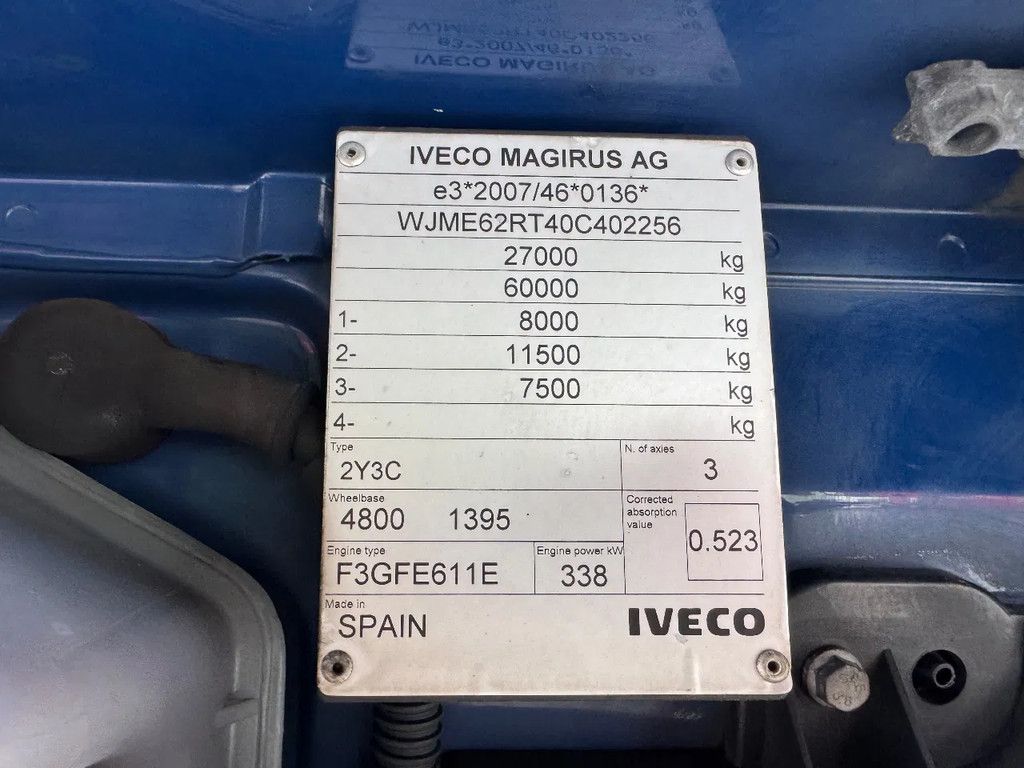 IVECO MAGIRUS AG
e3*2007/46*0136*
WJME62RT40C402256
27000 kg
60000 kg
1- 8000 kg
2- 11500 kg
3- 7500 kg
4- kg
Type
2Y3C
N. of axies
3
Wheelbase
4800 1395
Corrected
absorption
value
0.523
Engine type
F3GFE611E
Engine power kW
338
Made in
SPAIN
IVECO